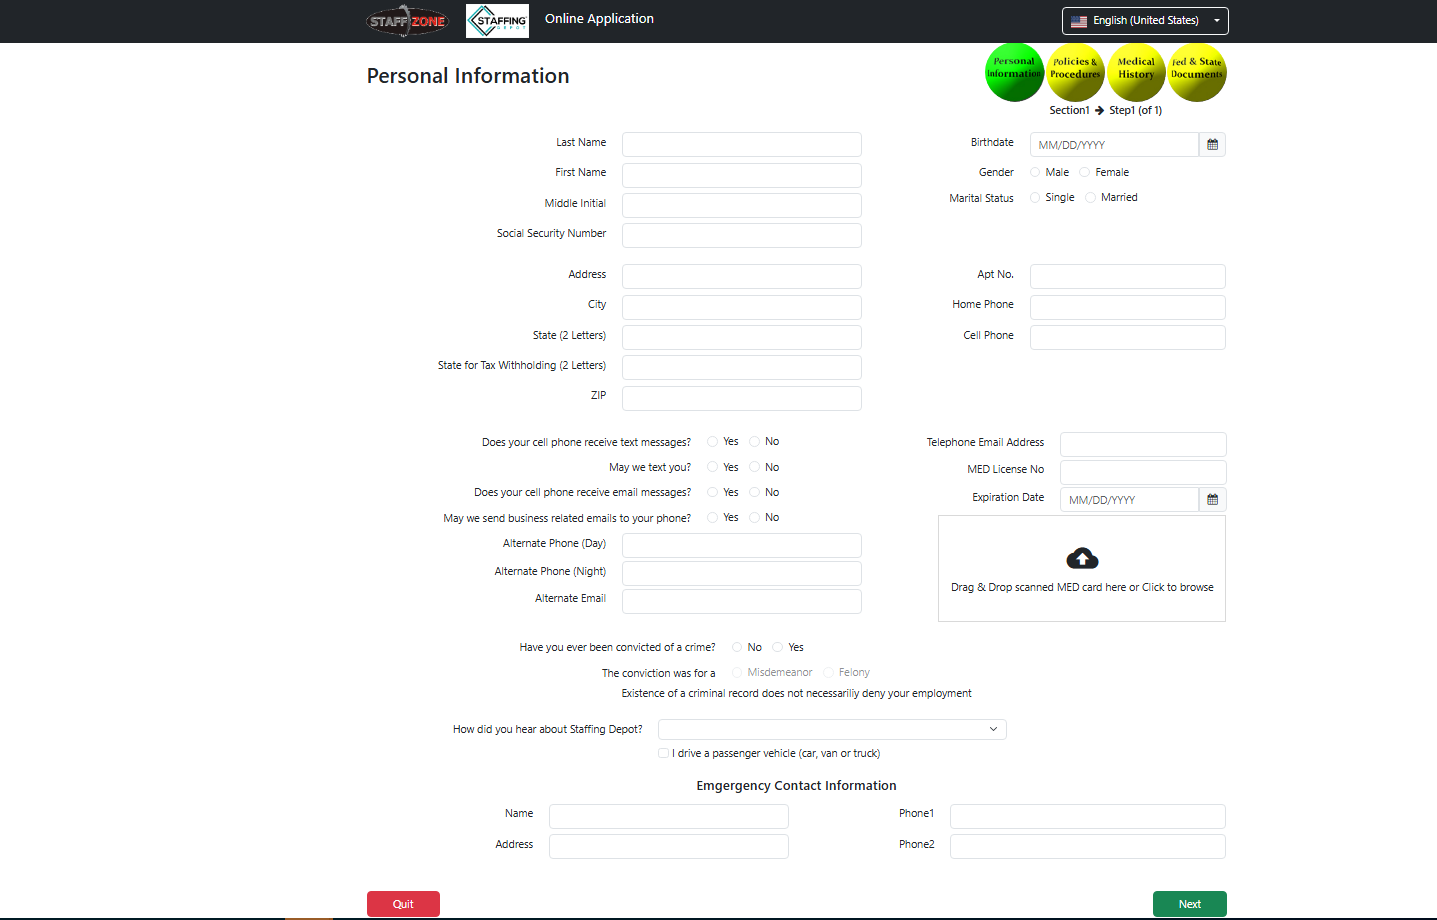 STAFF ZONE
STAFFING
DEPOT
Online Application
English (United States)
Personal Information
Personal Information
Policies & Procedures
Medical History
Fed & State Documents
Section1 → Step1 (of 1)
Last Name
Birthdate MM/DD/YYYY
First Name
Gender Male Female
Middle Initial
Marital Status Single Married
Social Security Number
Address
Apt No.
City
Home Phone
State (2 Letters)
Cell Phone
State for Tax Withholding (2 Letters)
ZIP
Does your cell phone receive text messages? Yes No
Telephone Email Address
May we text you? Yes No
MED License No
Does your cell phone receive email messages? Yes No
Expiration Date MM/DD/YYYY
May we send business related emails to your phone? Yes No
Alternate Phone (Day)
Alternate Phone (Night)
Alternate Email
Drag & Drop scanned MED card here or Click to browse
Have you ever been convicted of a crime? No Yes
The conviction was for a Misdemeanor Felony
Existence of a criminal record does not necessariliy deny your employment
How did you hear about Staffing Depot?
I drive a passenger vehicle (car, van or truck)
Emgergency Contact Information
Name
Phone1
Address
Phone2
Quit
Next